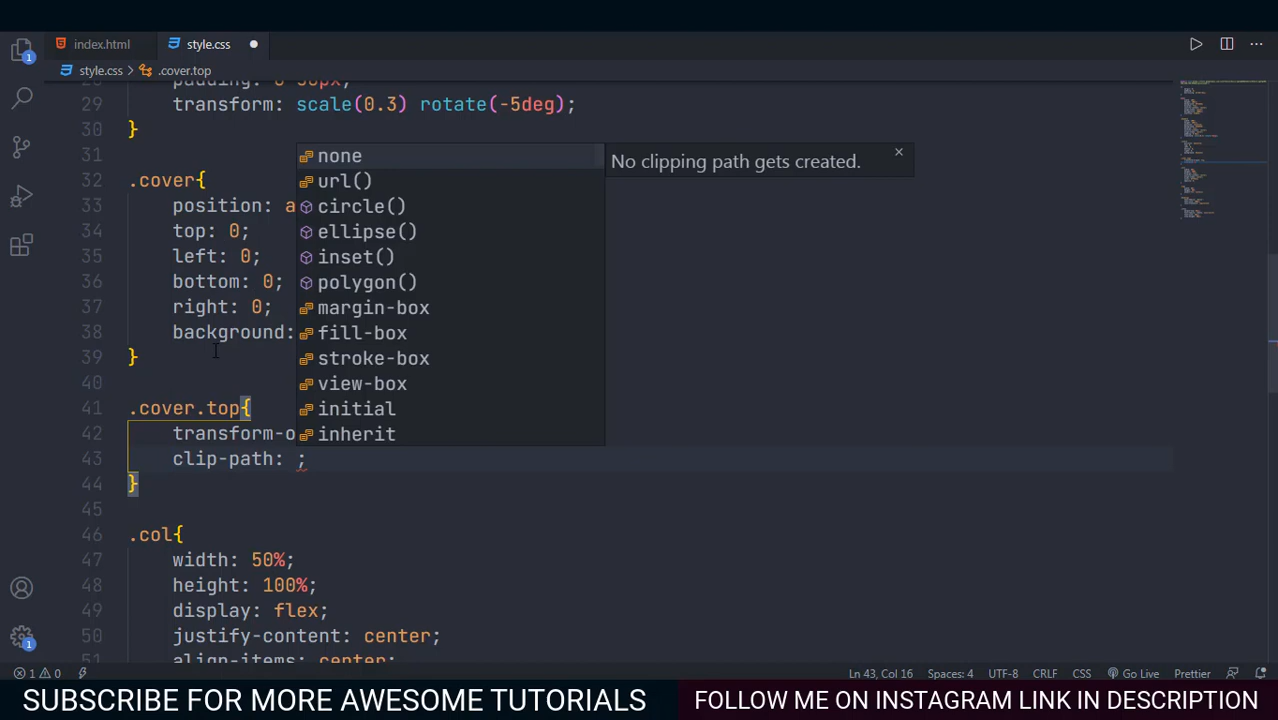 index.html
style.css
style.css > .cover.top
29 transform: scale(0.3) rotate(-5deg);
30 }
31
32 .cover{
33 position: a
34 top: 0;
35 left: 0;
36 bottom: 0;
37 right: 0;
38 background:
39 }
40
41 .cover.top{
42 transform-o
43 clip-path: ;
44 }
45
46 .col{
47 width: 50%;
48 height: 100%;
49 display: flex;
50 justify-content: center;
51 align-items: center;
none
url()
circle()
ellipse()
inset()
polygon()
margin-box
fill-box
stroke-box
view-box
initial
inherit
No clipping path gets created.
1
1
1 0
Ln 43, Col 16
Spaces: 4
UTF-8
CRLF
CSS
Go Live
Prettier
SUBSCRIBE FOR MORE AWESOME TUTORIALS
FOLLOW ME ON INSTAGRAM LINK IN DESCRIPTION